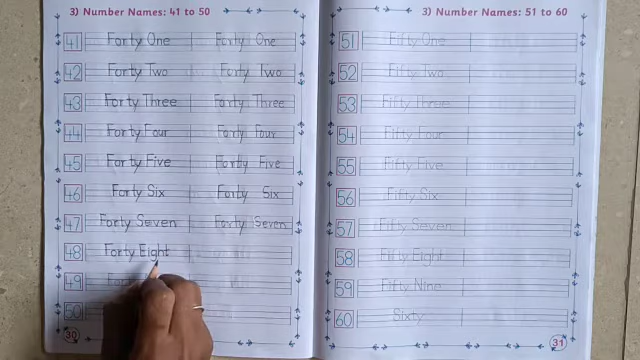 3) Number Names: 41 to 50
41 Forty One Forty One
42 Forty Two Forty Two
43 Forty Three Forty Three
44 Forty Four Forty Four
45 Forty Five Forty Five
46 Forty Six Forty Six
47 Forty Seven Forty Seven
48 Forty Eight
49
50
30
3) Number Names: 51 to 60
51 Fifty One
52 Fifty Two
53 Fifty Three
54 Fifty Four
55 Fifty Five
56 Fifty Six
57 Fifty Seven
58 Fifty Eight
59 Fifty Nine
60 Sixty
31